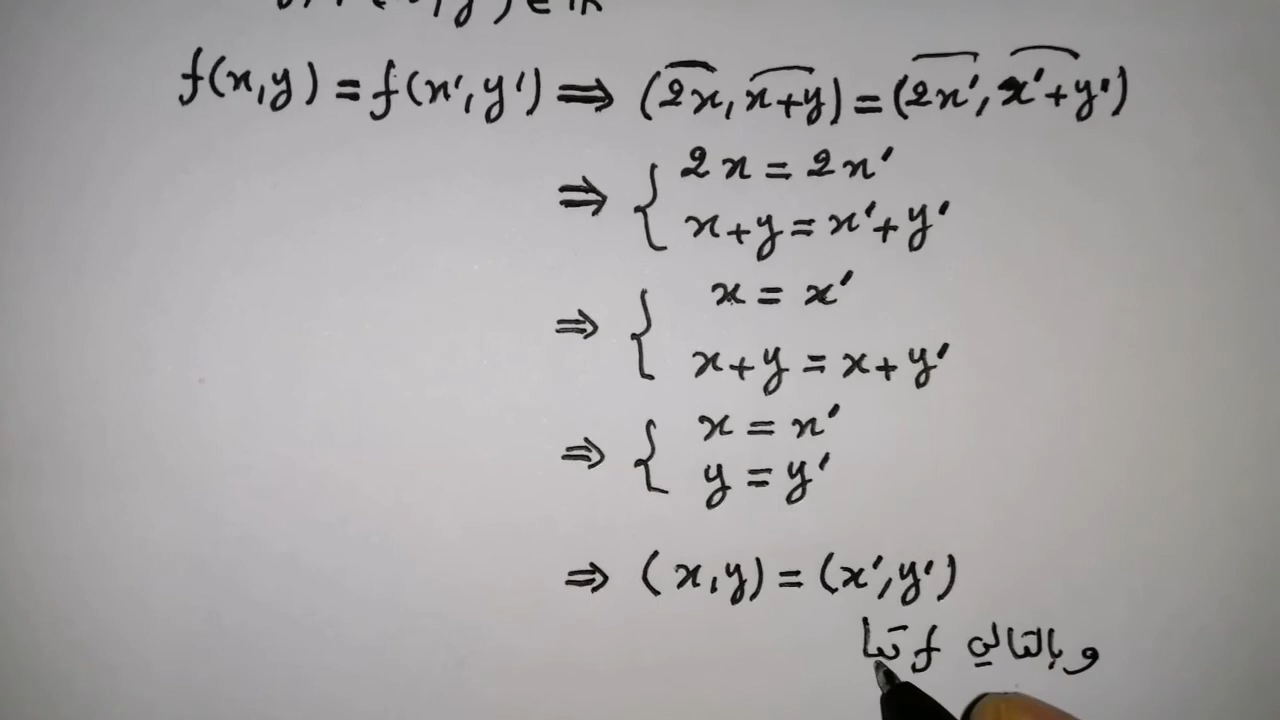 f(x,y) = f(x',y') ⇒ (2x, x+y) = (2x', x'+y')
⇒ { 2x = 2x'
x+y = x'+y'
⇒ { x = x'
x+y = x+y'
⇒ { x = x'
y = y'
⇒ (x,y) = (x',y')
وبالتالي f تبا